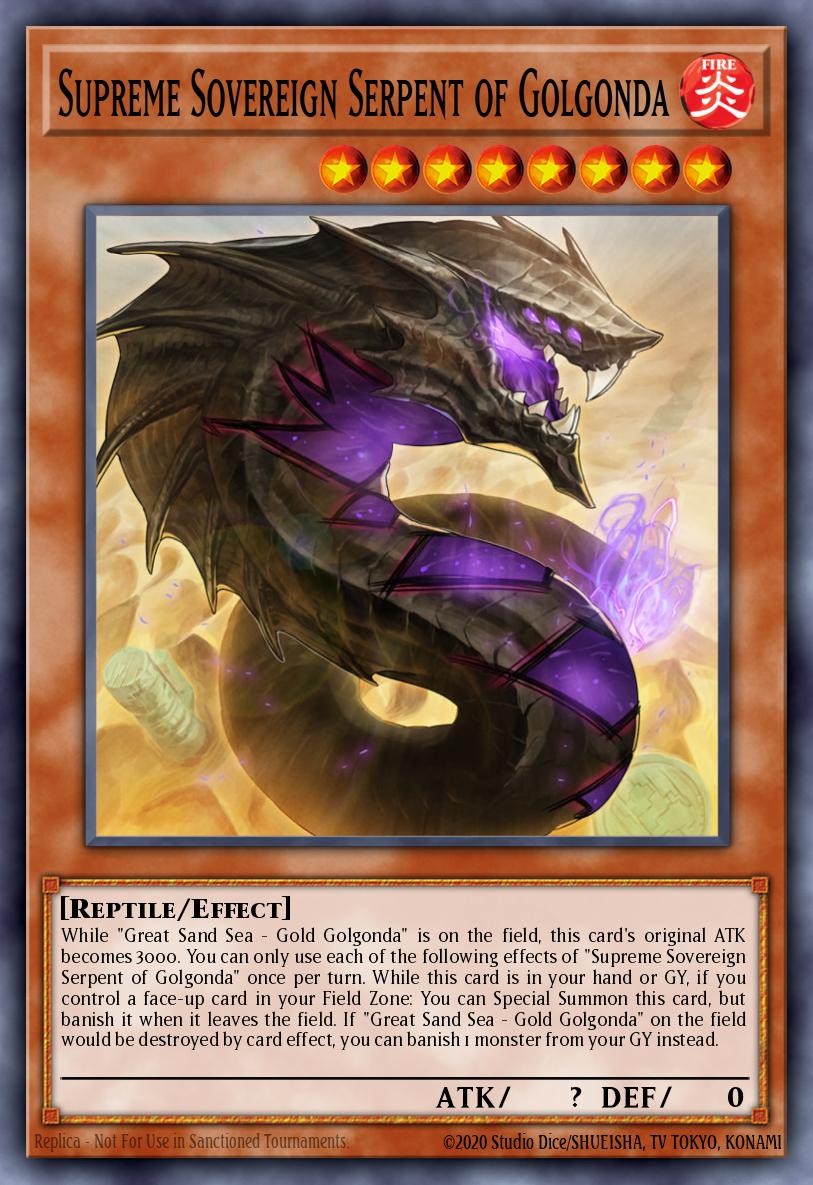 Supreme Sovereign Serpent of Golgonda
FIRE
炎
[Reptile/Effect]
While "Great Sand Sea - Gold Golgonda" is on the field, this card's original ATK
becomes 3000. You can only use each of the following effects of "Supreme Sovereign
Serpent of Golgonda" once per turn. While this card is in your hand or GY, if you
control a face-up card in your Field Zone: You can Special Summon this card, but
banish it when it leaves the field. If "Great Sand Sea - Gold Golgonda" on the field
would be destroyed by card effect, you can banish 1 monster from your GY instead.
ATK/ ? DEF/ 0
Replica - Not For Use in Sanctioned Tournaments. ©2020 Studio Dice/SHUEISHA, TV TOKYO, KONAMI